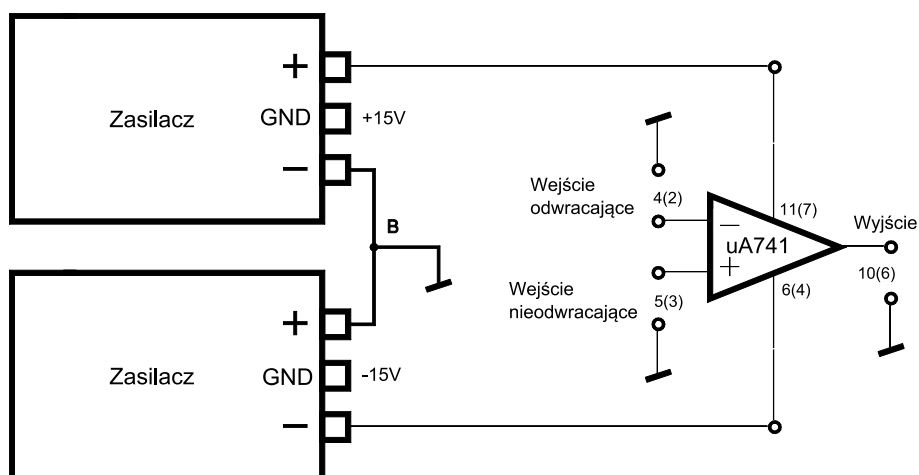 +
Zasilacz
GND
+15V
−
B
Wejście
odwracające
4(2)
11(7)
Wyjście
−
uA741
+
10(6)
Wejście
nieodwracające
5(3)
6(4)
+
Zasilacz
GND
-15V
−